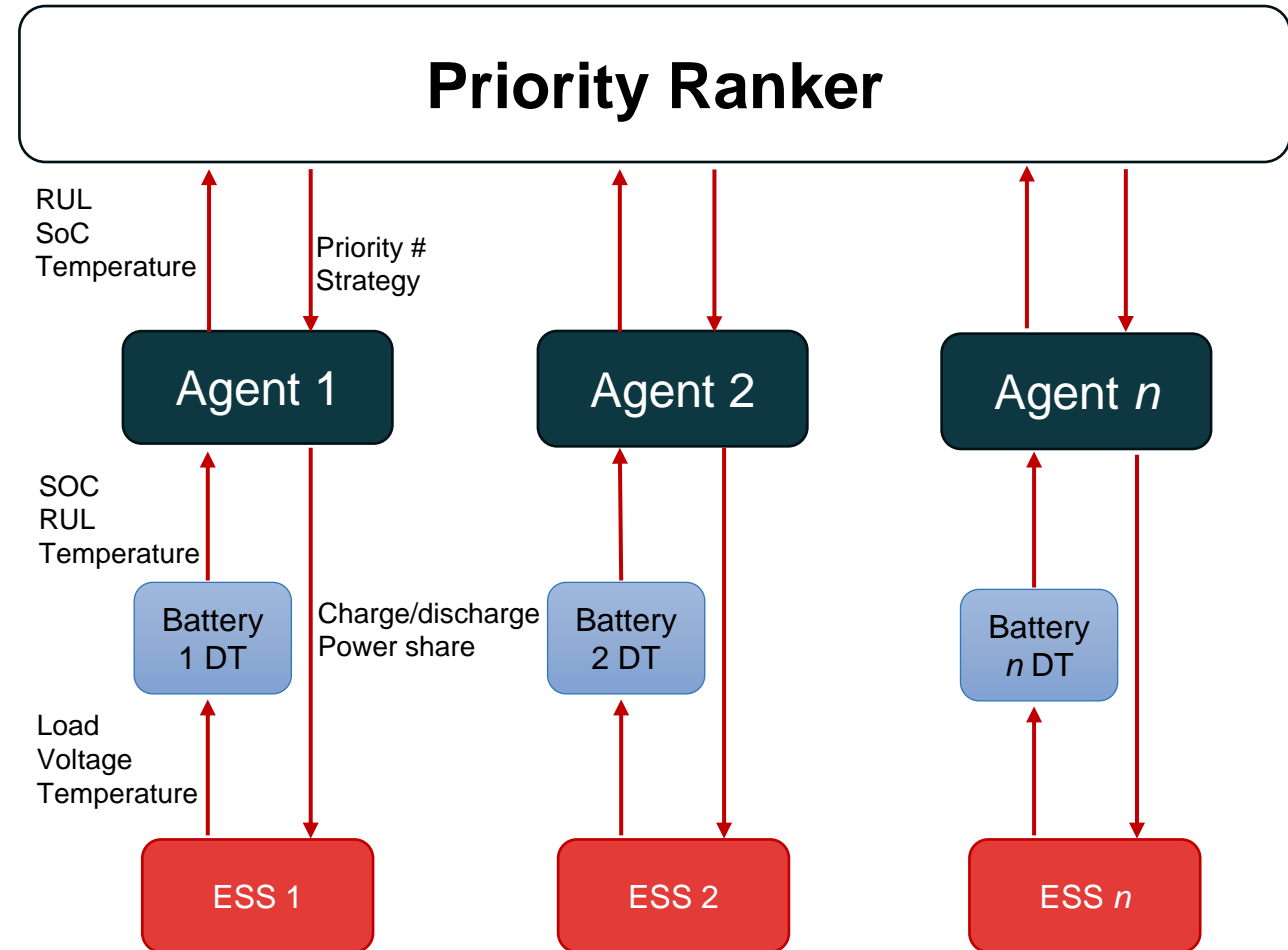 Priority Ranker
RUL
SoC
Temperature
Priority #
Strategy
Agent 1
Agent 2
Agent n
SOC
RUL
Temperature
Battery
1 DT
Charge/discharge
Power share
Battery
2 DT
Battery
n DT
Load
Voltage
Temperature
ESS 1
ESS 2
ESS n